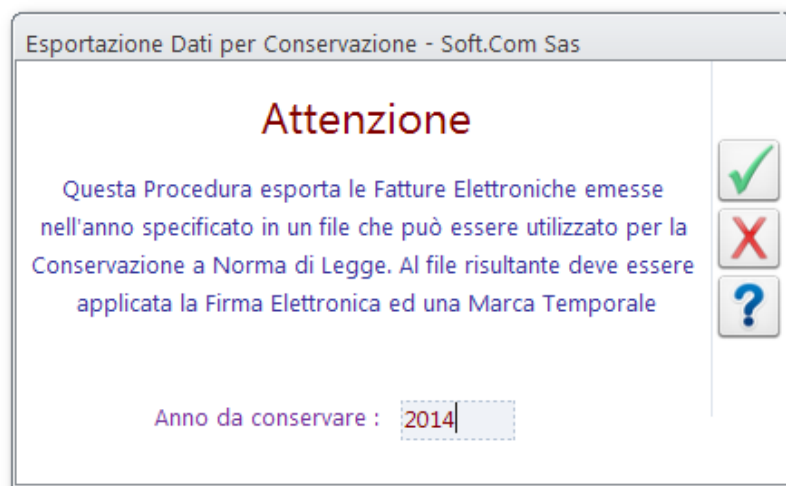 Esportazione Dati per Conservazione - Soft.Com Sas
Attenzione
Questa Procedura esporta le Fatture Elettroniche emesse
nell'anno specificato in un file che può essere utilizzato per la
Conservazione a Norma di Legge. Al file risultante deve essere
applicata la Firma Elettronica ed una Marca Temporale
Anno da conservare : 2014